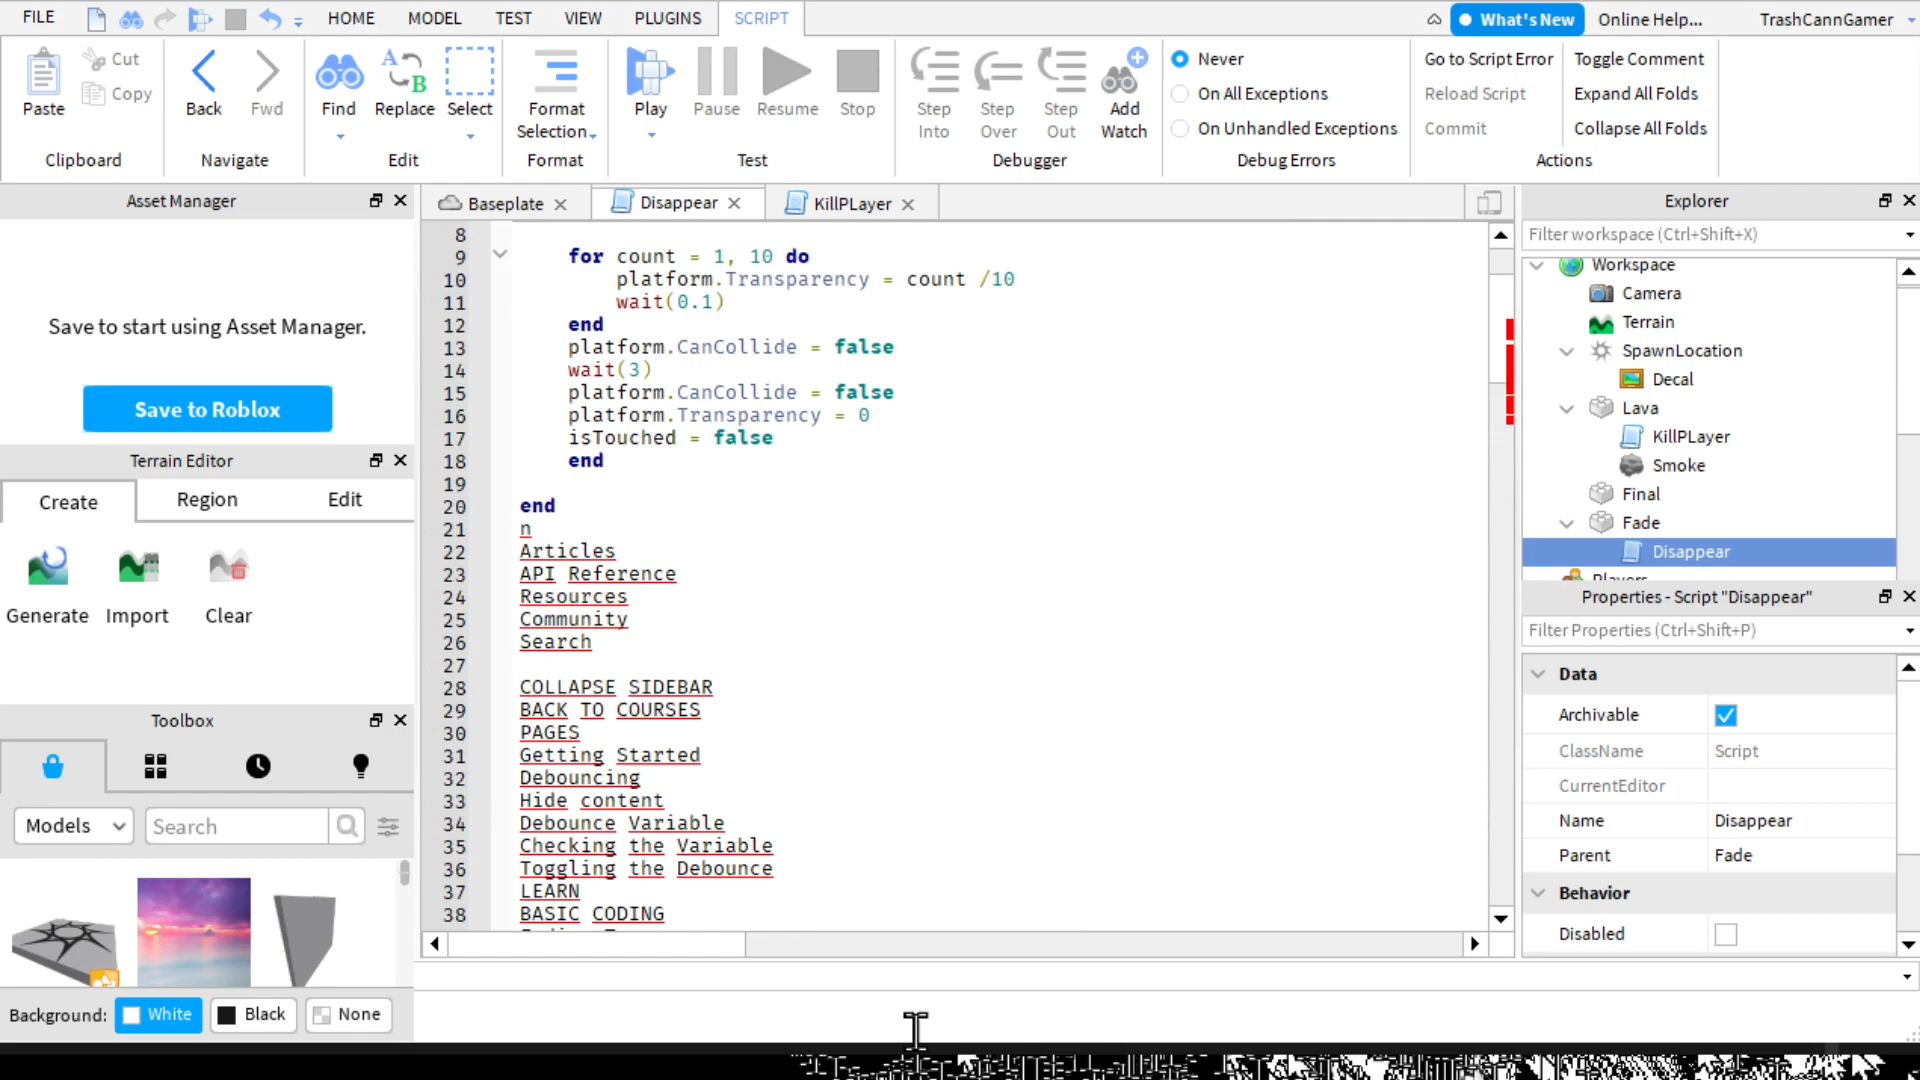 FILE HOME MODEL TEST VIEW PLUGINS SCRIPT What's New Online Help... TrashCannGamer
Paste Cut Copy Back Fwd Find Replace Select Format Selection... Play Pause Resume Stop Step Into Step Over Step Out Add Watch
Never
On All Exceptions
On Unhandled Exceptions
Go to Script Error
Reload Script
Commit
Toggle Comment
Expand All Folds
Collapse All Folds
Clipboard Navigate Edit Format Test Debugger Debug Errors Actions
Asset Manager
Save to start using Asset Manager.
Save to Roblox
Terrain Editor
Create Region Edit
Generate Import Clear
Toolbox
Models Search
Background: White Black None
Baseplate Disappear KillPLayer
8
9 for count = 1, 10 do
10 platform.Transparency = count /10
11 wait(0.1)
12 end
13 platform.CanCollide = false
14 wait(3)
15 platform.CanCollide = false
16 platform.Transparency = 0
17 isTouched = false
18 end
19
20 end
21 n
22 Articles
23 API Reference
24 Resources
25 Community
26 Search
27
28 COLLAPSE SIDEBAR
29 BACK TO COURSES
30 PAGES
31 Getting Started
32 Debouncing
33 Hide content
34 Debounce Variable
35 Checking the Variable
36 Toggling the Debounce
37 LEARN
38 BASIC CODING
Explorer
Filter workspace (Ctrl+Shift+X)
Workspace
Camera
Terrain
SpawnLocation
Decal
Lava
KillPLayer
Smoke
Final
Fade
Disappear
Players
Properties - Script "Disappear"
Filter Properties (Ctrl+Shift+P)
Data
Archivable
ClassName Script
CurrentEditor
Name Disappear
Parent Fade
Behavior
Disabled